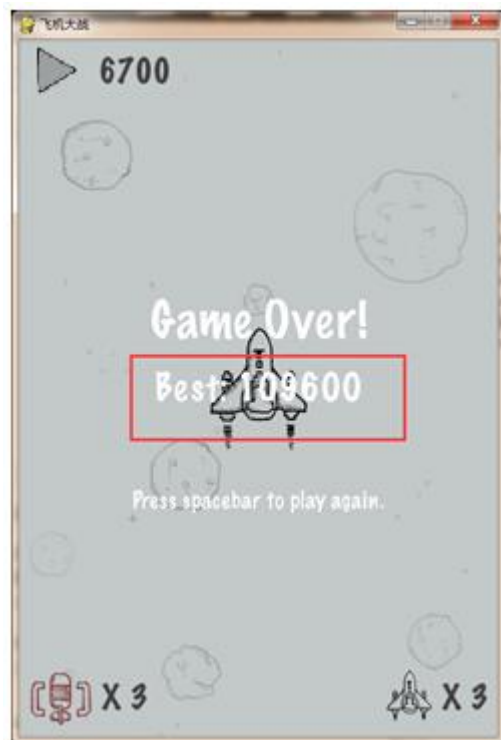 飞机大战
6700
Game Over!
Best: 109600
Press spacebar to play again.
X 3
X 3